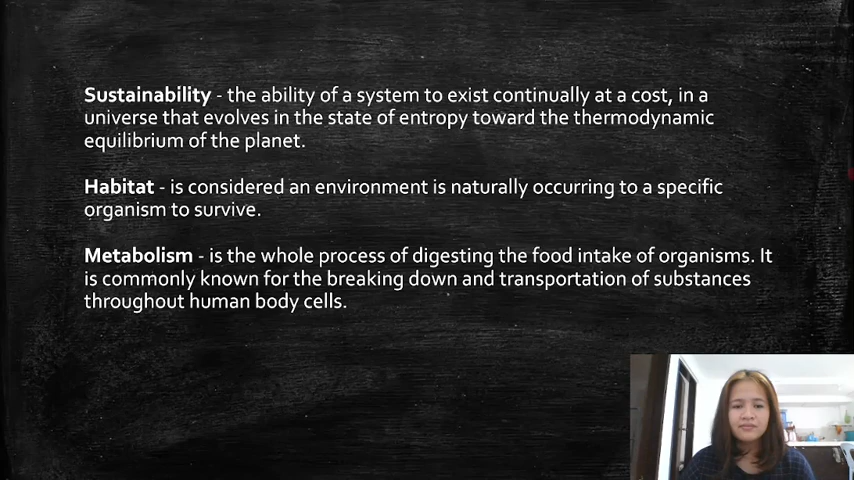 Sustainability - the ability of a system to exist continually at a cost, in a
universe that evolves in the state of entropy toward the thermodynamic
equilibrium of the planet.
Habitat - is considered an environment is naturally occurring to a specific
organism to survive.
Metabolism - is the whole process of digesting the food intake of organisms. It
is commonly known for the breaking down and transportation of substances
throughout human body cells.